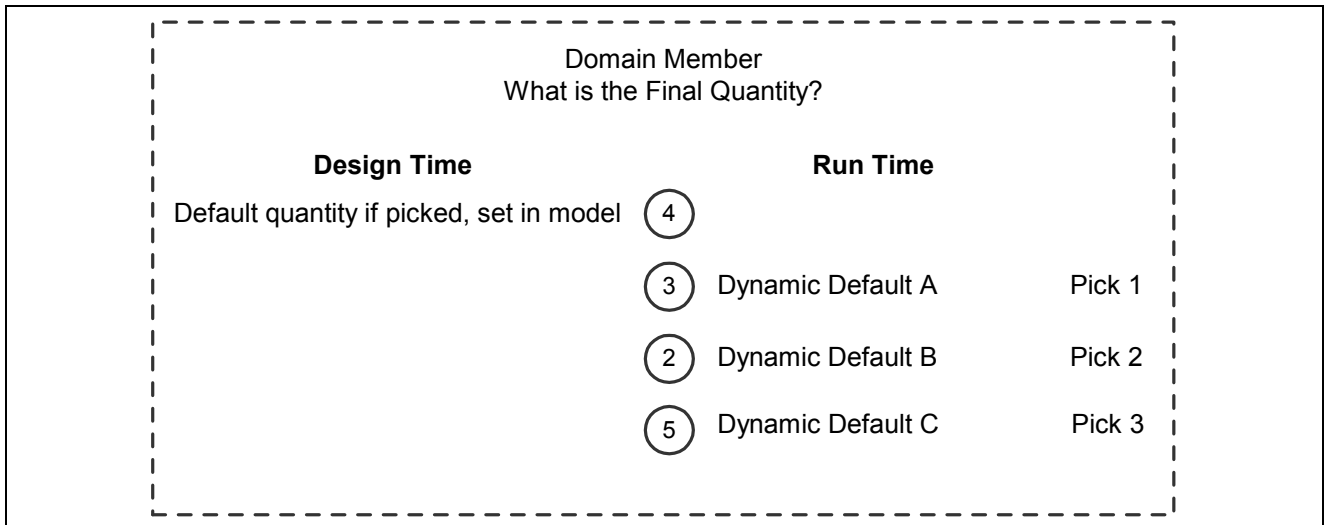 Domain Member
What is the Final Quantity?
Design Time Run Time
Default quantity if picked, set in model 4
3 Dynamic Default A Pick 1
2 Dynamic Default B Pick 2
5 Dynamic Default C Pick 3